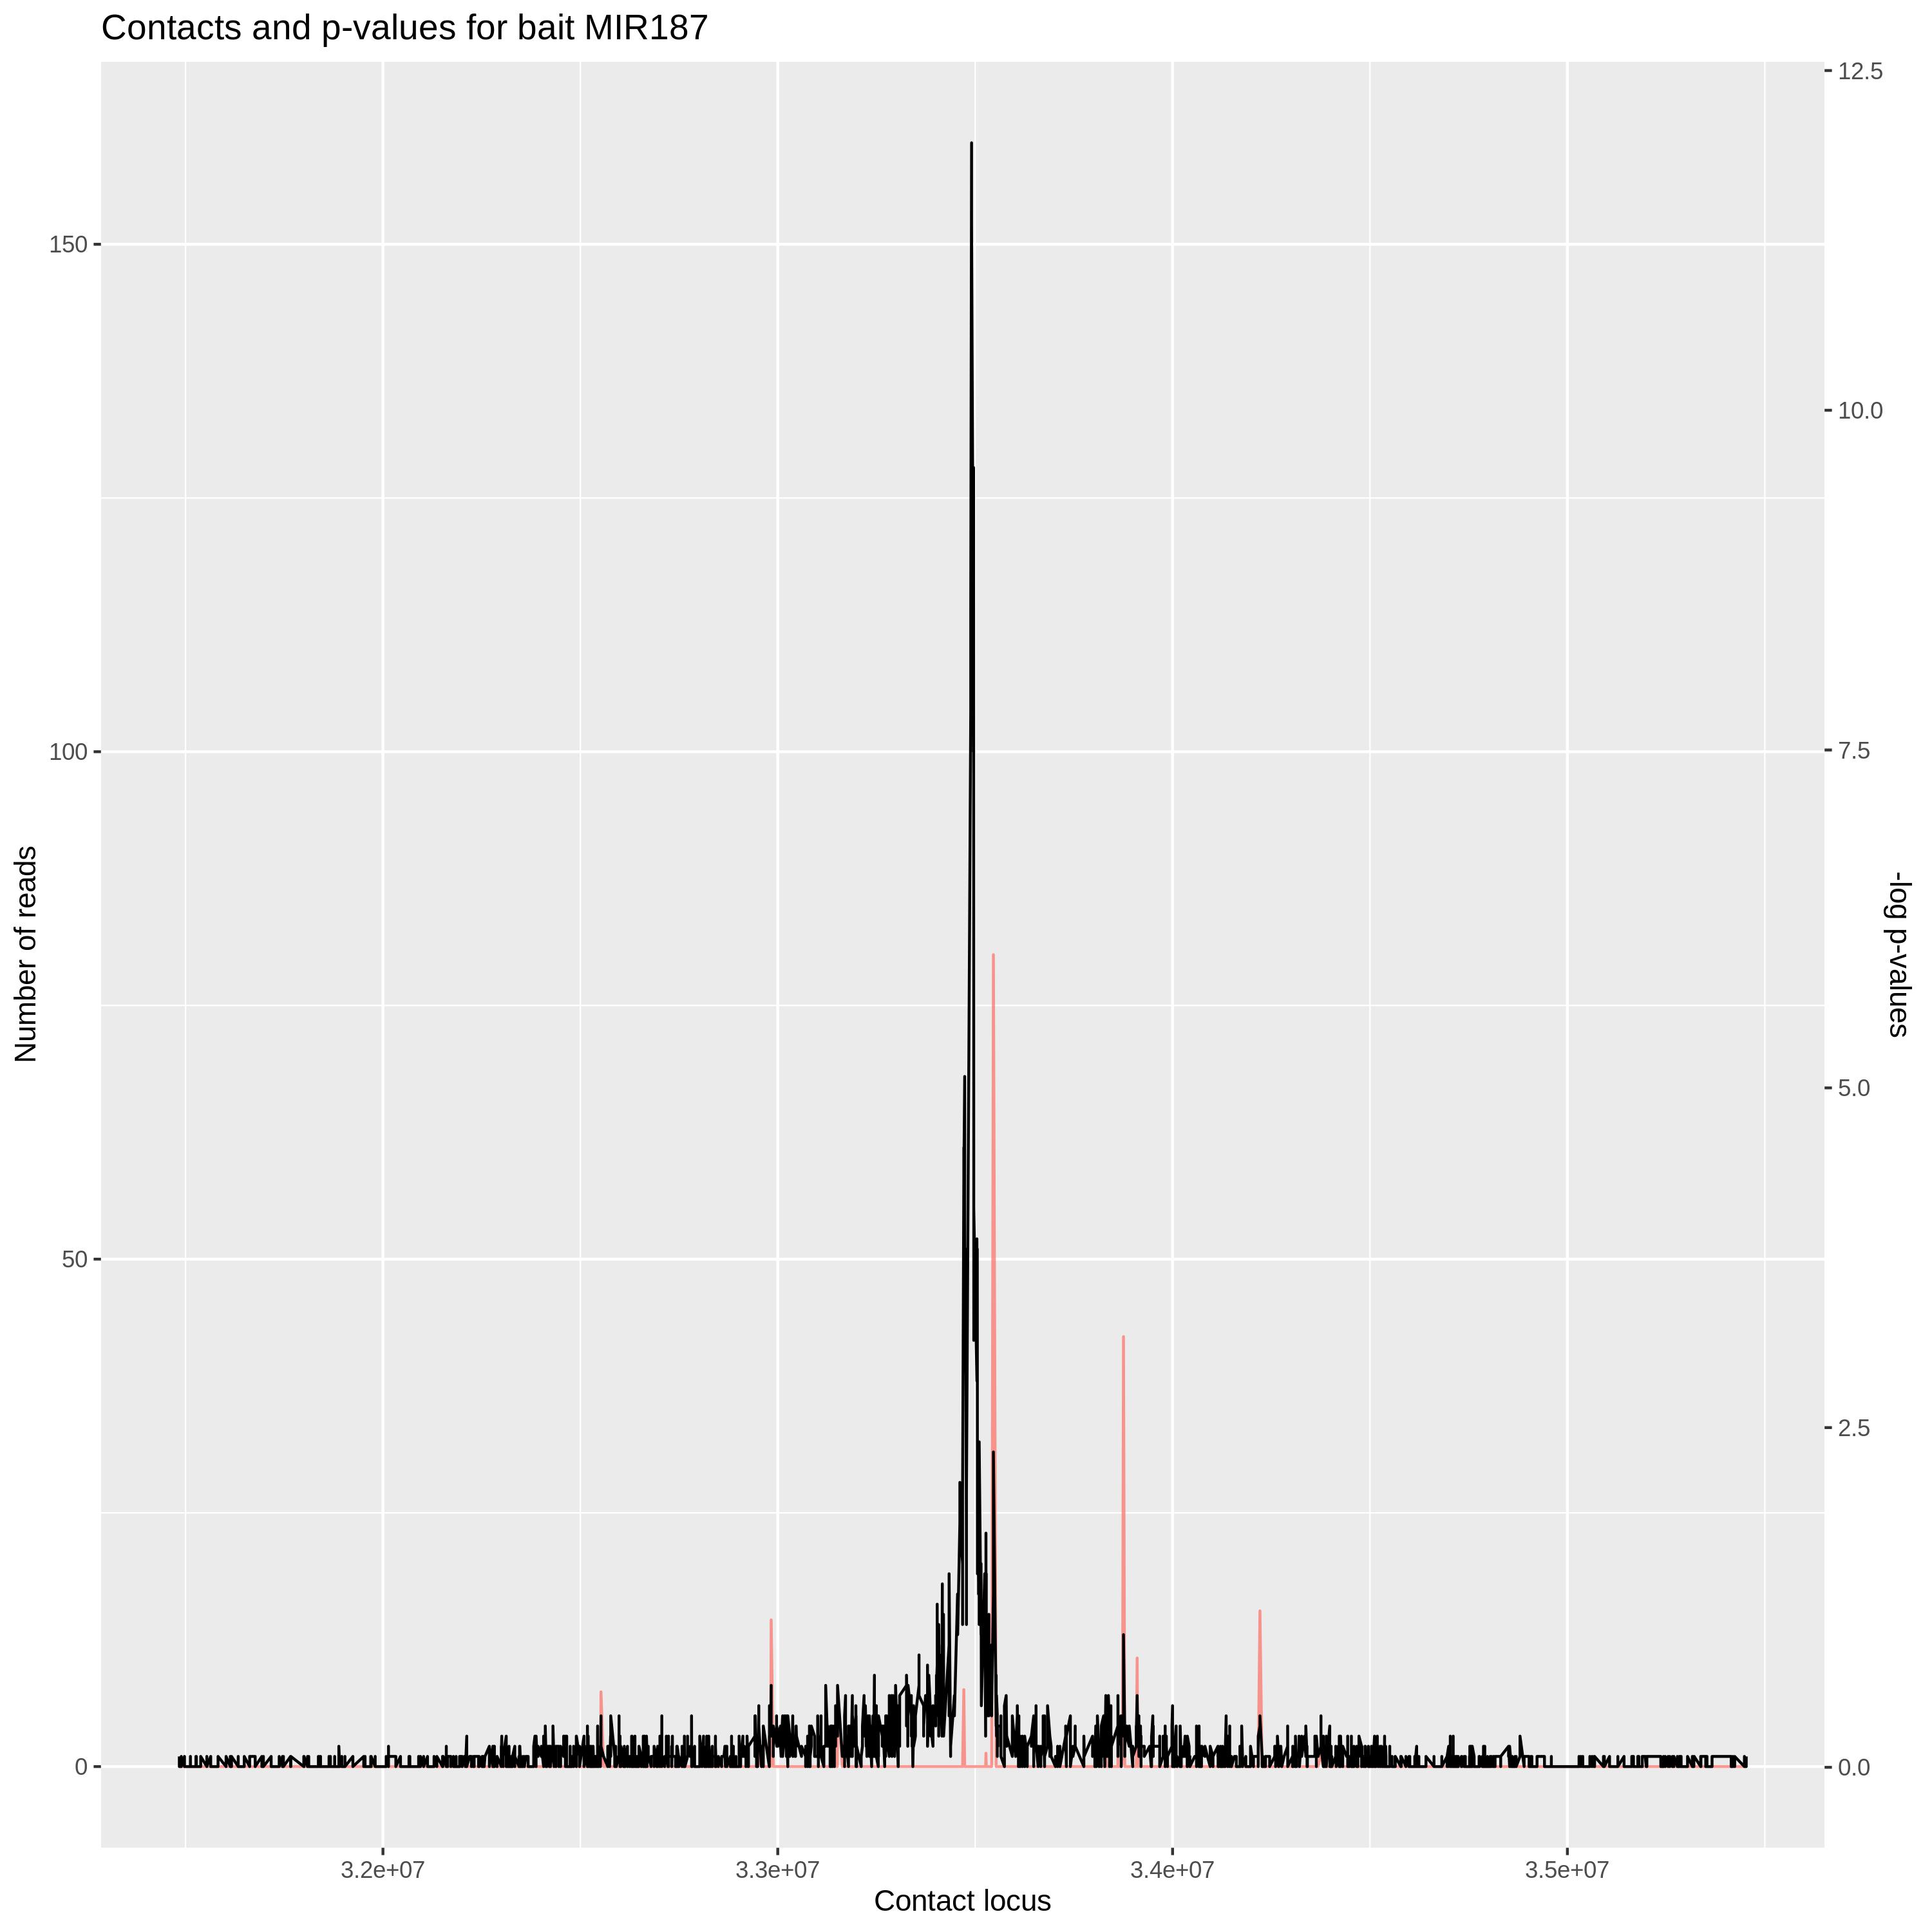 Contacts and p-values for bait MIR187
12.5
150
10.0
100
7.5
Number of reads
-log p-values
5.0
50
2.5
0
0.0
3.2e+07 3.3e+07 3.4e+07 3.5e+07
Contact locus